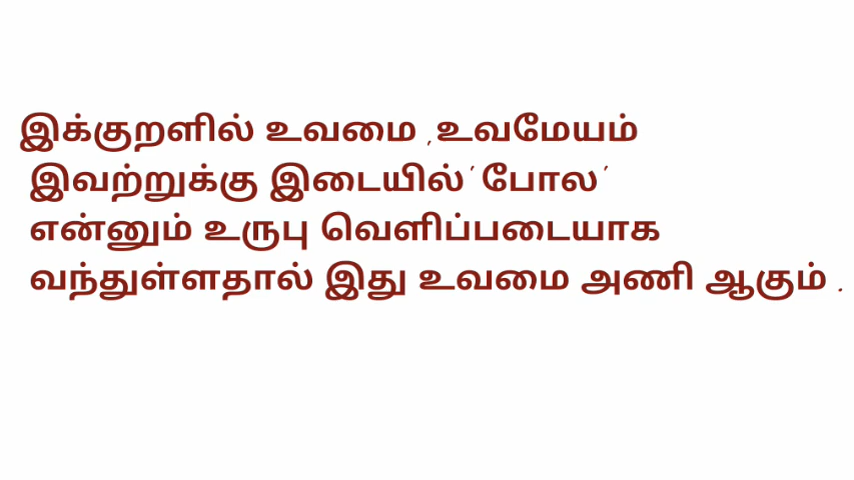 இக்குறளில் உவமை ,உவமேயம்
இவற்றுக்கு இடையில் ' போல '
என்னும் உருபு வெளிப்படையாக
வந்துள்ளதால் இது உவமை அணி ஆகும் .